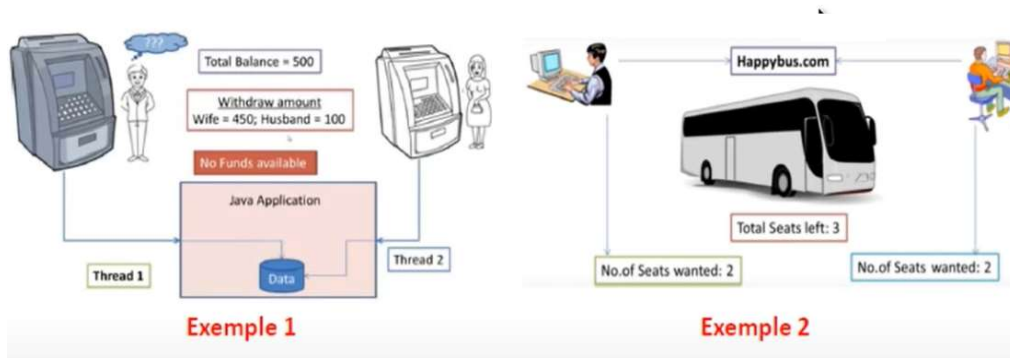 ???
Total Balance = 500
Withdraw amount
Wife = 450; Husband = 100
No Funds available
Java Application
Thread 1
Data
Thread 2
Exemple 1
Happybus.com
Total Seats left: 3
No.of Seats wanted: 2
No.of Seats wanted: 2
Exemple 2